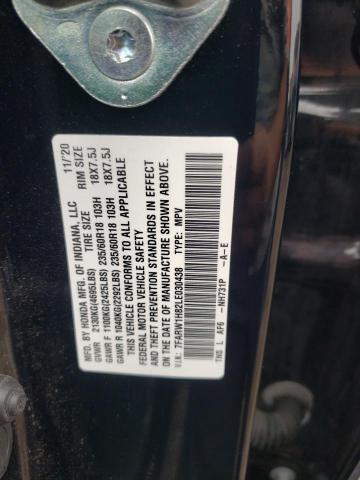 MFD. BY HONDA MFG. OF INDIANA, LLC 11/'20
TIRE SIZE RIM SIZE
GVWR 2130KG(4695LBS)
GAWR F 1100KG(2425LBS) 235/60R18 103H 18X7.5J
GAWR R 1040KG(2292LBS) 235/60R18 103H 18X7.5J
THIS VEHICLE CONFORMS TO ALL APPLICABLE
FEDERAL MOTOR VEHICLE SAFETY
AND THEFT PREVENTION STANDARDS IN EFFECT
ON THE DATE OF MANUFACTURE SHOWN ABOVE.
V.I.N.: 7FARW1H82LE030438 TYPE: MPV
TNG L AFG -NH731P -A-E